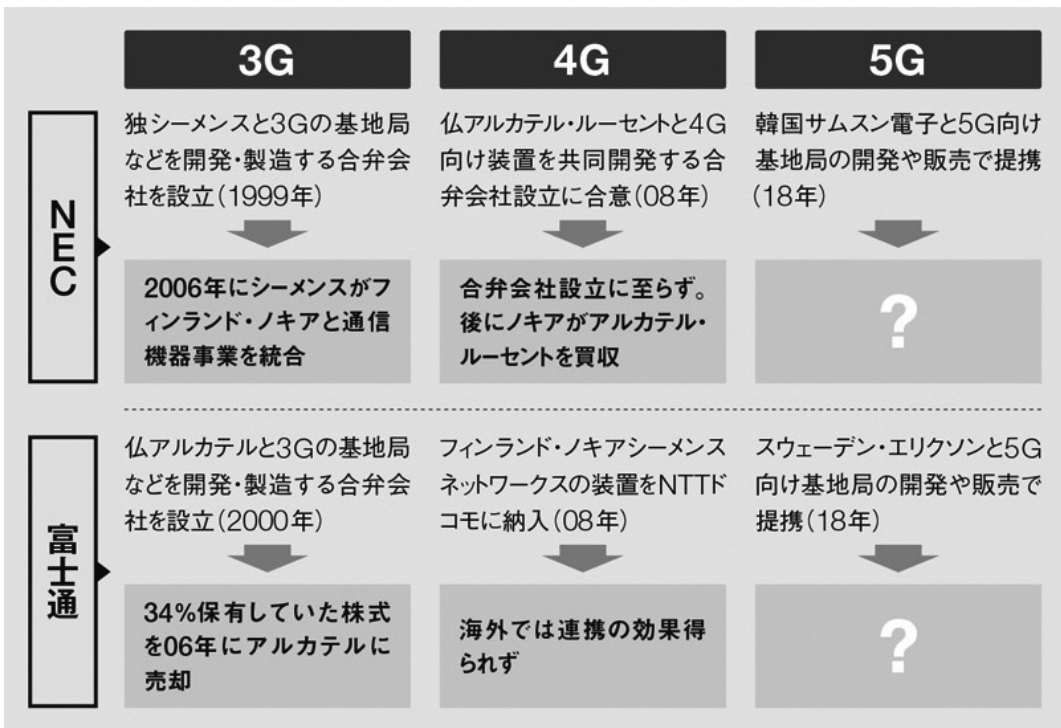 3G
4G
5G
NEC
独シーメンスと3Gの基地局
などを開発・製造する合弁会
社を設立(1999年)
2006年にシーメンスがフ
ィンランド・ノキアと通信
機器事業を統合
仏アルカテル・ルーセントと4G
向け装置を共同開発する合
弁会社設立に合意(08年)
合弁会社設立に至らず。
後にノキアがアルカテル・
ルーセントを買収
韓国サムスン電子と5G向け
基地局の開発や販売で提携
(18年)
?
富士通
仏アルカテルと3Gの基地局
などを開発・製造する合弁会
社を設立(2000年)
34%保有していた株式
を06年にアルカテルに
売却
フィンランド・ノキアシーメンス
ネットワークスの装置をNTTド
コモに納入(08年)
海外では連携の効果得
られず
スウェーデン・エリクソンと5G
向け基地局の開発や販売で
提携(18年)
?